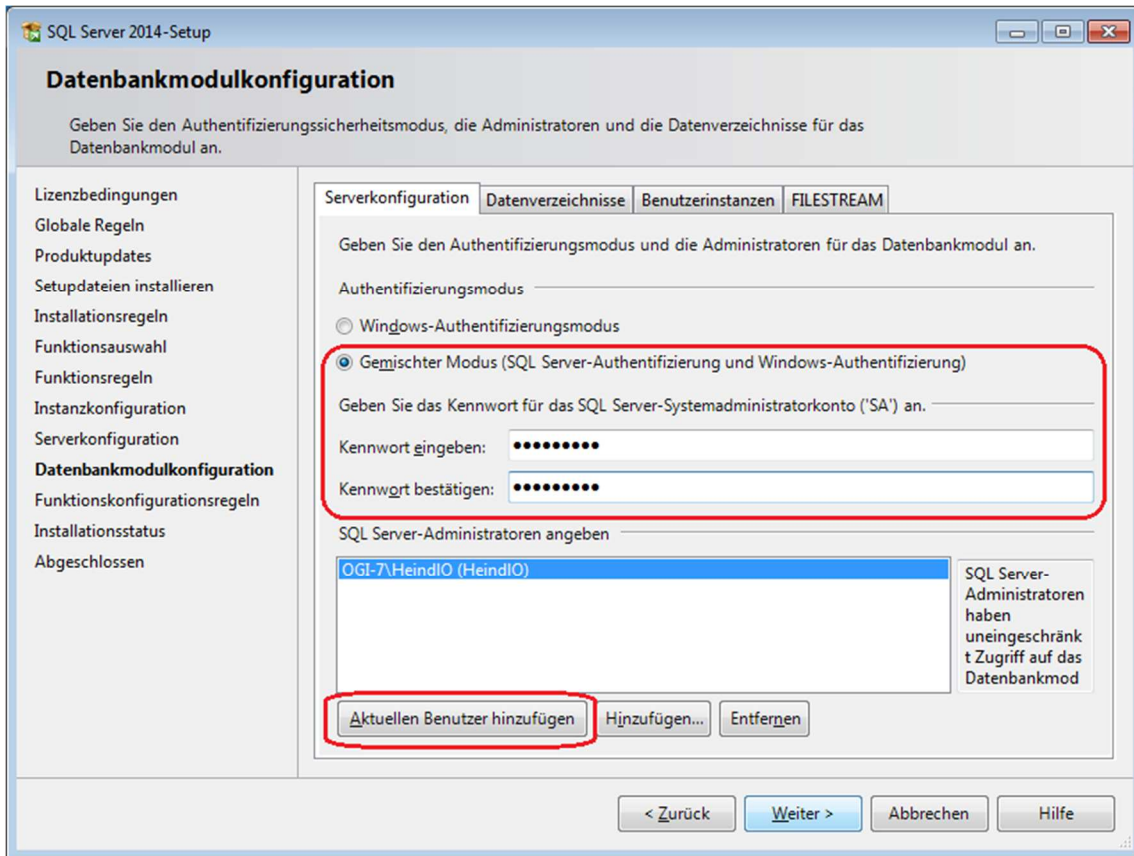 SQL Server 2014-Setup
Datenbankmodulkonfiguration
Geben Sie den Authentifizierungssicherheitsmodus, die Administratoren und die Datenverzeichnisse für das
Datenbankmodul an.
Lizenzbedingungen
Globale Regeln
Produktupdates
Setupdateien installieren
Installationsregeln
Funktionsauswahl
Funktionsregeln
Instanzkonfiguration
Serverkonfiguration
Datenbankmodulkonfiguration
Funktionskonfigurationsregeln
Installationsstatus
Abgeschlossen
Serverkonfiguration Datenverzeichnisse Benutzerinstanzen FILESTREAM
Geben Sie den Authentifizierungsmodus und die Administratoren für das Datenbankmodul an.
Authentifizierungsmodus
Windows-Authentifizierungsmodus
Gemischter Modus (SQL Server-Authentifizierung und Windows-Authentifizierung)
Geben Sie das Kennwort für das SQL Server-Systemadministratorkonto ('SA') an.
Kennwort eingeben: •••••••••
Kennwort bestätigen: •••••••••
SQL Server-Administratoren angeben
OGI-7\HeindlO (HeindlO)
SQL Server-
Administratoren
haben
uneingeschränk
t Zugriff auf das
Datenbankmod
Aktuellen Benutzer hinzufügen Hinzufügen... Entfernen
< Zurück Weiter > Abbrechen Hilfe